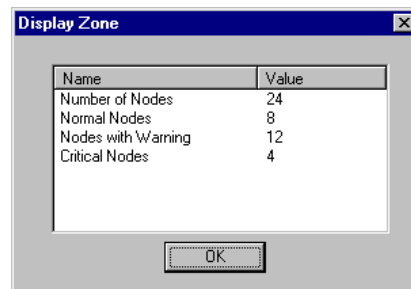 Display Zone
Name Value
Number of Nodes 24
Normal Nodes 8
Nodes with Warning 12
Critical Nodes 4
OK